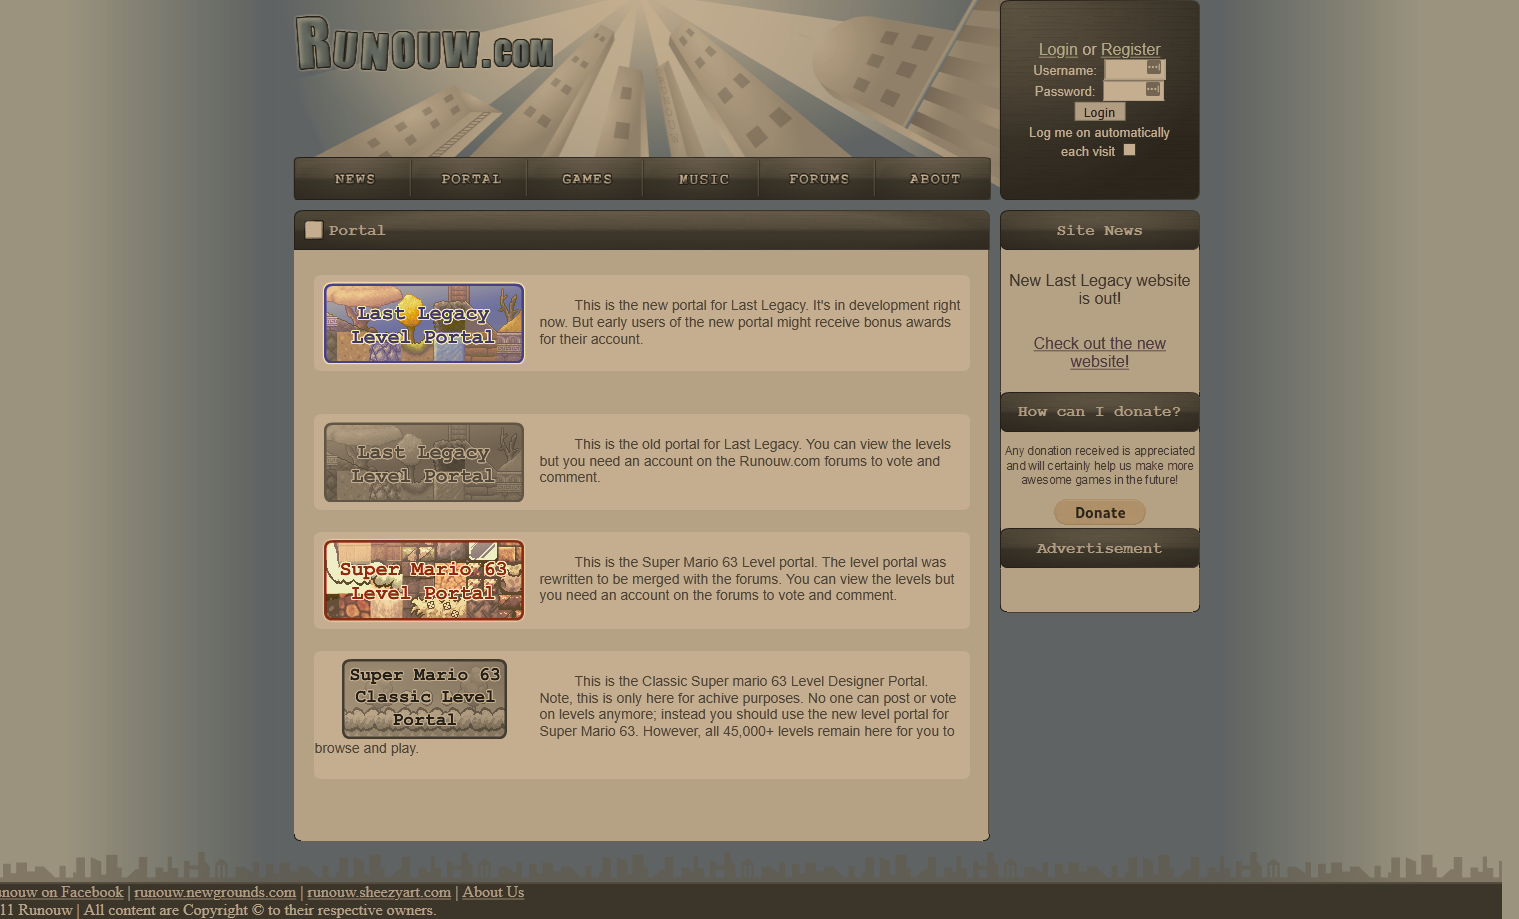 RUNOUW.COM
Login or Register
Username:
Password:
Login
Log me on automatically
each visit
NEWS PORTAL GAMES MUSIC FORUMS ABOUT
Portal
Last Legacy
Level Portal
This is the new portal for Last Legacy. It's in development right
now. But early users of the new portal might receive bonus awards
for their account.
Last Legacy
Level Portal
This is the old portal for Last Legacy. You can view the levels
but you need an account on the Runouw.com forums to vote and
comment.
Super Mario 63
Level Portal
This is the Super Mario 63 Level portal. The level portal was
rewritten to be merged with the forums. You can view the levels but
you need an account on the forums to vote and comment.
Super Mario 63
Classic Level
Portal
This is the Classic Super mario 63 Level Designer Portal.
Note, this is only here for achive purposes. No one can post or vote
on levels anymore; instead you should use the new level portal for
Super Mario 63. However, all 45,000+ levels remain here for you to
browse and play.
Site News
New Last Legacy website
is out!
Check out the new
website!
How can I donate?
Any donation received is appreciated
and will certainly help us make more
awesome games in the future!
Donate
Advertisement
nouw on Facebook | runouw.newgrounds.com | runouw.sheezyart.com | About Us
11 Runouw | All content are Copyright © to their respective owners.